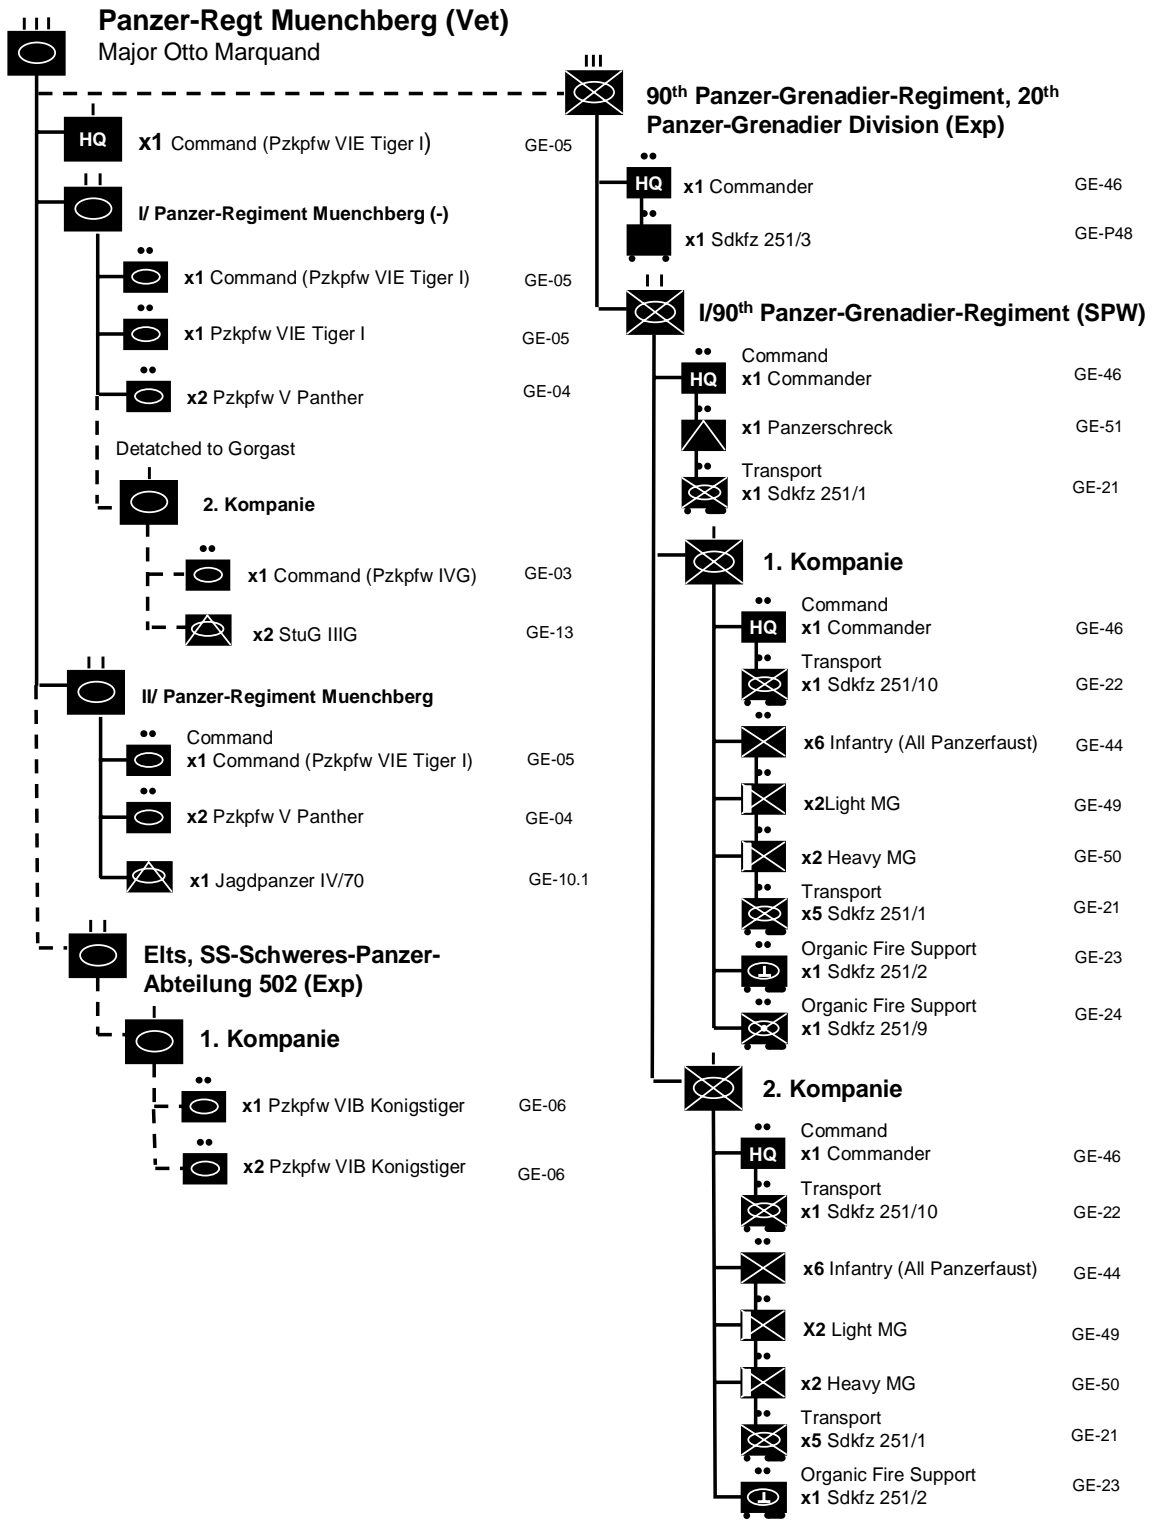 Panzer-Regt Muenchberg (Vet)
Major Otto Marquand
HQ x1 Command (Pzkpfw VIE Tiger I) GE-05
I/ Panzer-Regiment Muenchberg (-)
x1 Command (Pzkpfw VIE Tiger I) GE-05
x1 Pzkpfw VIE Tiger I GE-05
x2 Pzkpfw V Panther GE-04
Detatched to Gorgast
2. Kompanie
x1 Command (Pzkpfw IVG) GE-03
x2 StuG IIIG GE-13
II/ Panzer-Regiment Muenchberg
Command
x1 Command (Pzkpfw VIE Tiger I) GE-05
x2 Pzkpfw V Panther GE-04
x1 Jagdpanzer IV/70 GE-10.1
Elts, SS-Schweres-Panzer-
Abteilung 502 (Exp)
1. Kompanie
x1 Pzkpfw VIB Konigstiger GE-06
x2 Pzkpfw VIB Konigstiger GE-06
90th Panzer-Grenadier-Regiment, 20th
Panzer-Grenadier Division (Exp)
HQ x1 Commander GE-46
x1 Sdkfz 251/3 GE-P48
I/90th Panzer-Grenadier-Regiment (SPW)
Command
HQ x1 Commander GE-46
x1 Panzerschreck GE-51
Transport
x1 Sdkfz 251/1 GE-21
1. Kompanie
Command
HQ x1 Commander GE-46
Transport
x1 Sdkfz 251/10 GE-22
x6 Infantry (All Panzerfaust) GE-44
x2Light MG GE-49
x2 Heavy MG GE-50
Transport
x5 Sdkfz 251/1 GE-21
Organic Fire Support
x1 Sdkfz 251/2 GE-23
Organic Fire Support
x1 Sdkfz 251/9 GE-24
2. Kompanie
Command
HQ x1 Commander GE-46
Transport
x1 Sdkfz 251/10 GE-22
x6 Infantry (All Panzerfaust) GE-44
X2 Light MG GE-49
x2 Heavy MG GE-50
Transport
x5 Sdkfz 251/1 GE-21
Organic Fire Support
x1 Sdkfz 251/2 GE-23